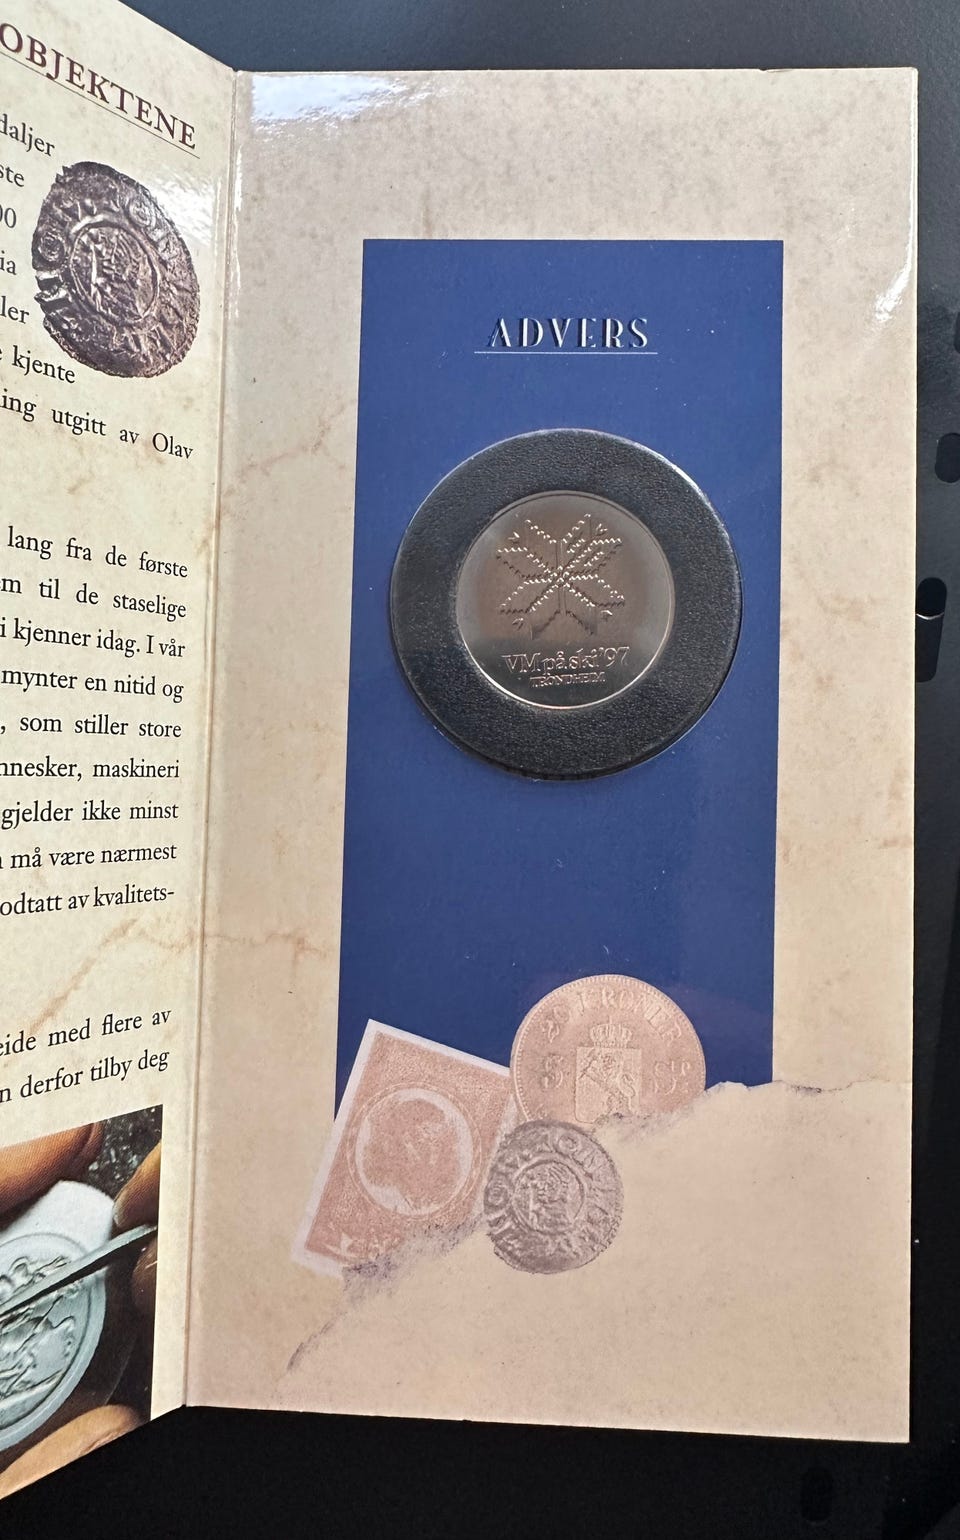 OBJEKTENE
daljer
ste
00
ia
ler
e kjente
ing utgitt av Olav
lang fra de første
em til de staselige
i kjenner idag. I vår
mynter en nitid og
, som stiller store
nnesker, maskineri
gjelder ikke minst
må være nærmest
odtatt av kvalitets-
eide med flere av
n derfor tilby deg
ADVERS
VM på ski '97
TRONDHEIM
20 KRONER